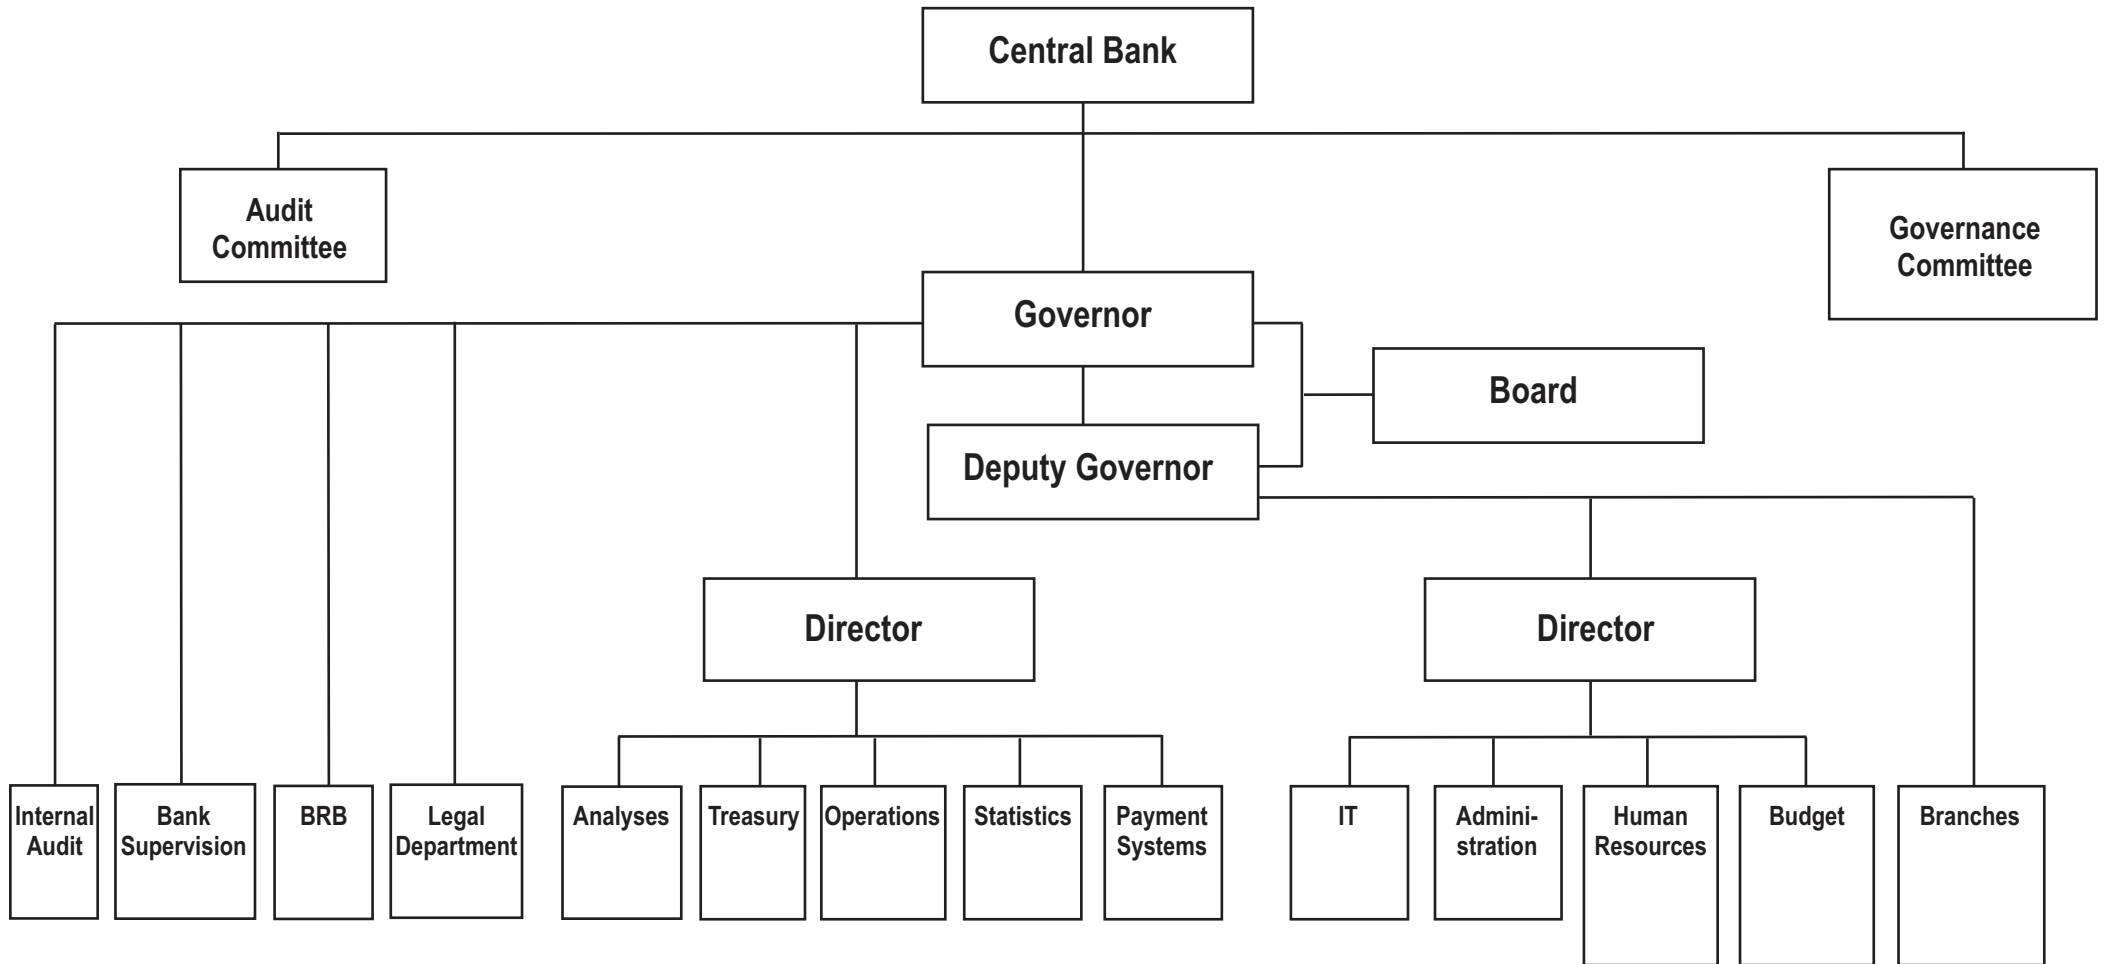 Central Bank
Audit
Committee
Governance
Committee
Governor
Board
Deputy Governor
Director
Director
Internal
Audit
Bank
Supervision
BRB
Legal
Department
Analyses
Treasury
Operations
Statistics
Payment
Systems
IT
Admini-
stration
Human
Resources
Budget
Branches